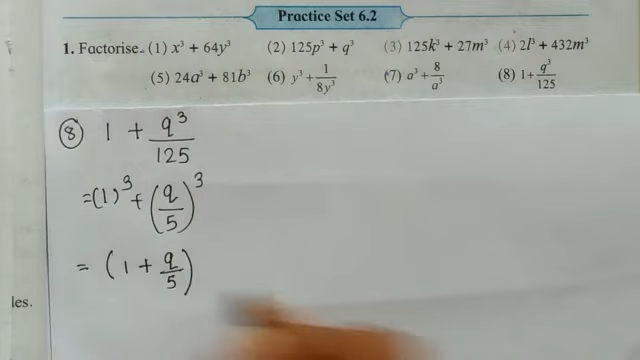 Practice Set 6.2
1. Factorise. (1) x³ + 64y³ (2) 125p³ + q³ (3) 125k³ + 27m³ (4) 2l³ + 432m³
(5) 24a³ + 81b³ (6) y³ + 1/8y³ (7) a³ + 8/a³ (8) 1 + q³/125
⑧ 1 + q³/125
= (1)³ + (q/5)³
= (1 + q/5)
les.